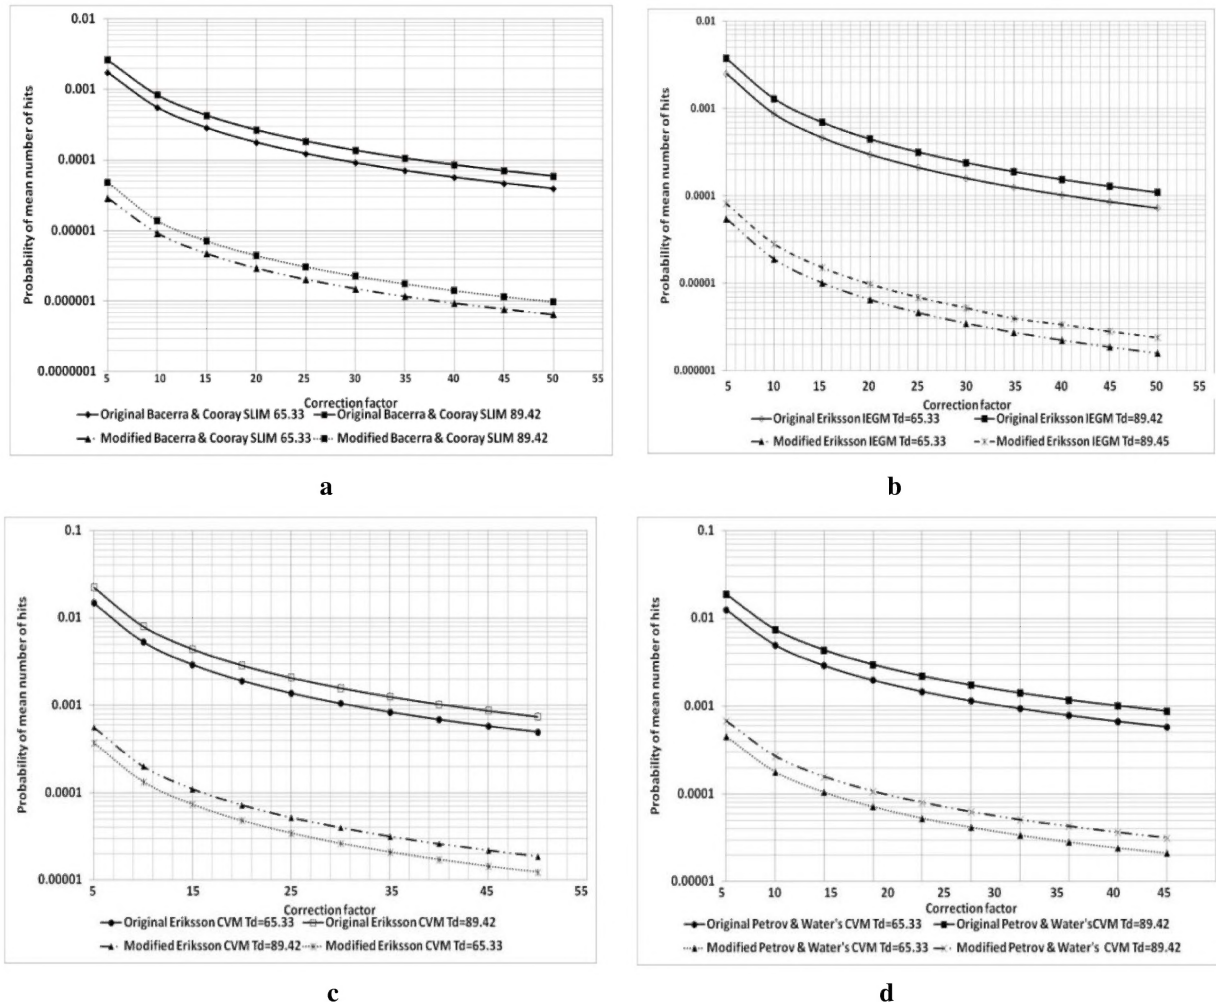 0.01
0.001
0.0001
0.00001
0.000001
0.0000001
Probability of mean number of hits
5 10 15 20 25 30 35 40 45 50 55
Correction factor
Original Bacerra & Cooray SLIM 65.33 Original Bacerra & Cooray SLIM 89.42
Modified Bacerra & Cooray SLIM 65.33 Modified Bacerra & Cooray SLIM 89.42
a
0.01
0.001
0.0001
0.00001
0.000001
Probability of mean number of hits
5 10 15 20 25 30 35 40 45 50 55
Correction factor
Original Eriksson IEGM Td=65.33 Original Eriksson IEGM Td=89.42
Modified Eriksson IEGM Td=65.33 Modified Eriksson IEGM Td=89.45
b
0.1
0.01
0.001
0.0001
0.00001
Probability of mean number of hits
5 15 25 35 45 55
Correction factor
Original Eriksson CVM Td=65.33 Original Eriksson CVM Td=89.42
Modified Eriksson CVM Td=89.42 Modified Eriksson CVM Td=65.33
c
0.1
0.01
0.001
0.0001
0.00001
Probability of mean number of hits
5 10 15 20 25 30 35 40 45
Correction factor
Original Petrov & Water's CVM Td=65.33 Original Petrov & Water'sCVM Td=89.42
Modified Petrov & Water's CVM Td=65.33 Modified Petrov & Water's CVM Td=89.42
d